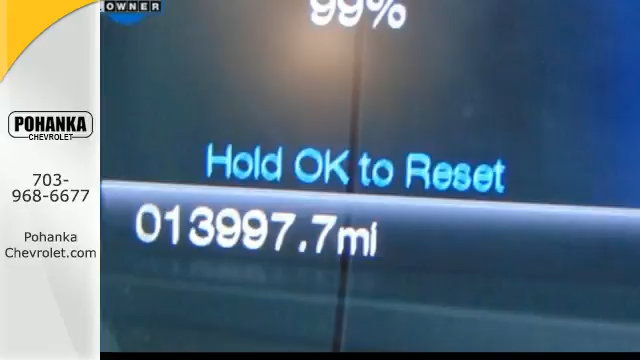 OWNER
99%
POHANKA
CHEVROLET
703-
968-6677
Pohanka
Chevrolet.com
Hold OK to Reset
013997.7mi